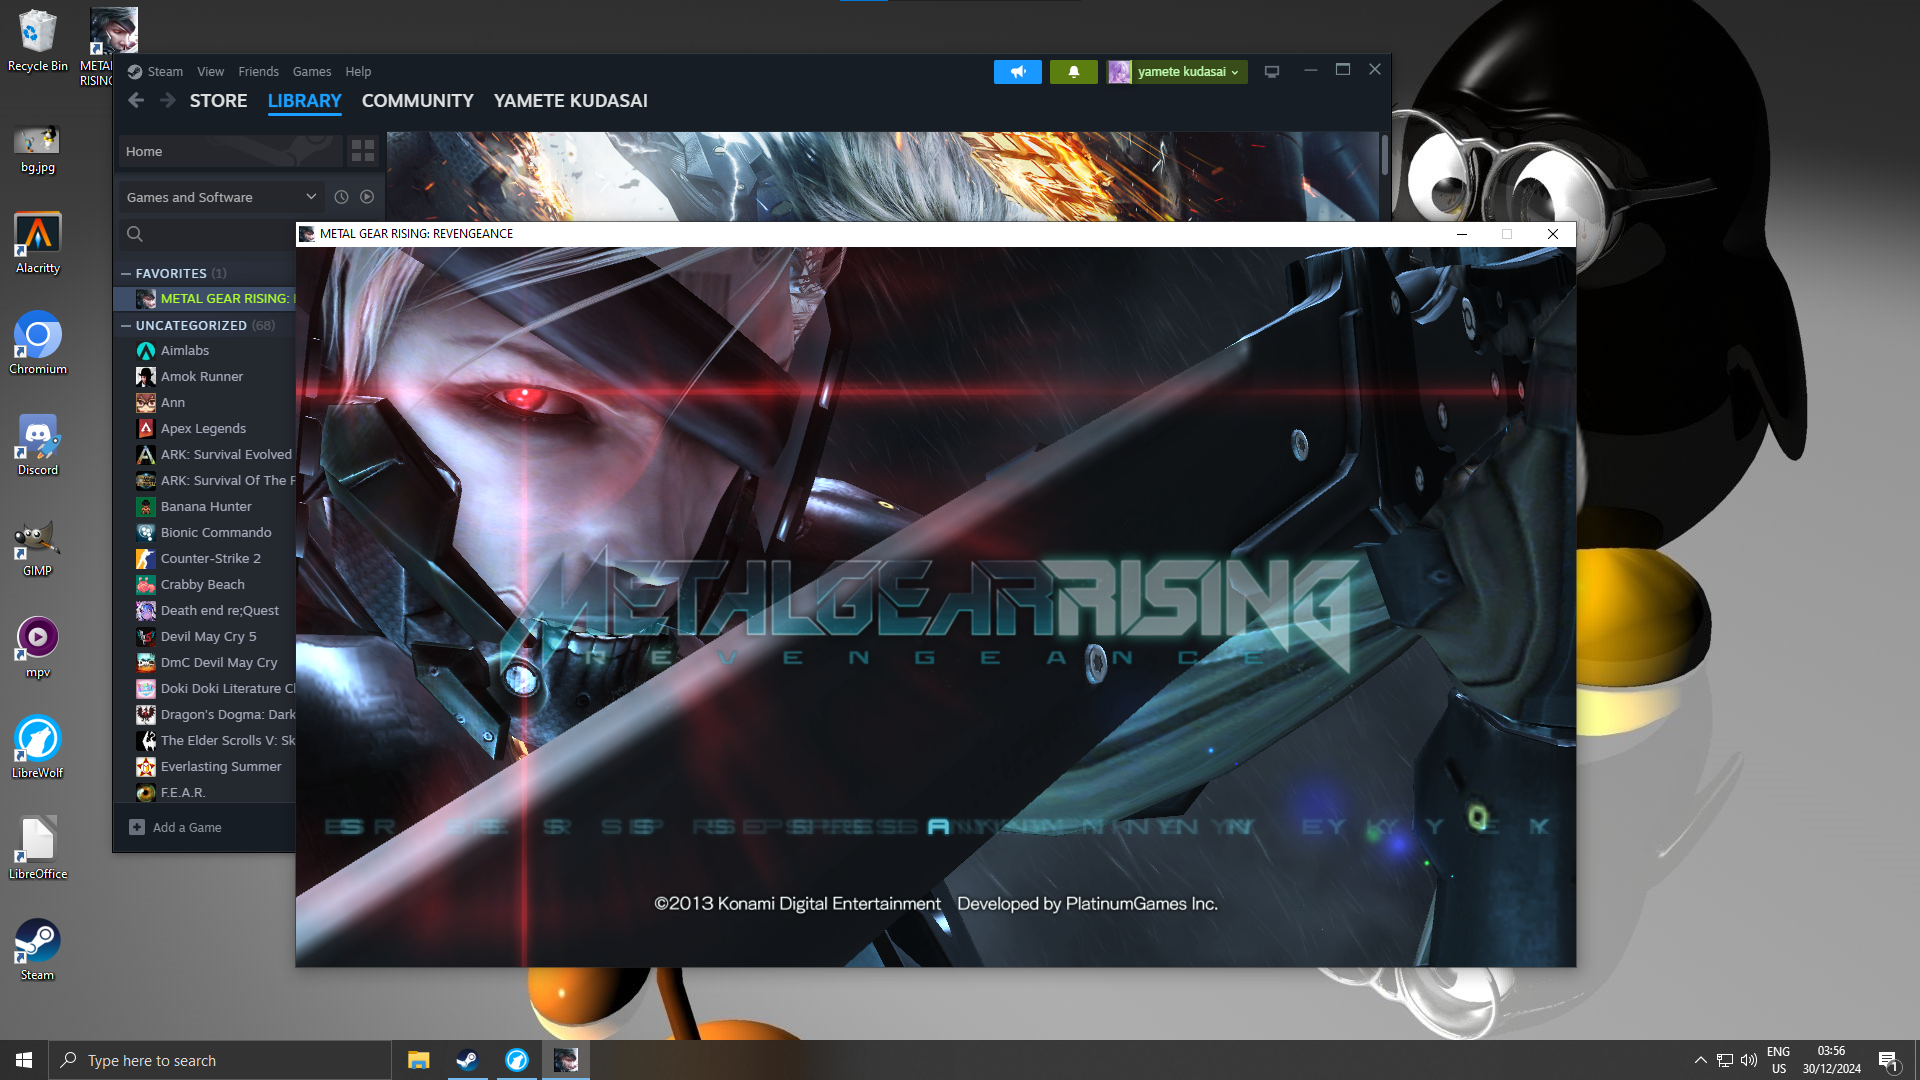 Recycle Bin
METAL
RISING
bg.jpg
Alacritty
Chromium
Discord
GIMP
mpv
LibreWolf
LibreOffice
Steam
Steam View Friends Games Help
yamete kudasai
STORE LIBRARY COMMUNITY YAMETE KUDASAI
Home
Games and Software
FAVORITES (1)
METAL GEAR RISING:
UNCATEGORIZED (68)
Aimlabs
Amok Runner
Ann
Apex Legends
ARK: Survival Evolved
ARK: Survival Of The F
Banana Hunter
Bionic Commando
Counter-Strike 2
Crabby Beach
Death end re;Quest
Devil May Cry 5
DmC Devil May Cry
Doki Doki Literature Cl
Dragon's Dogma: Dark
The Elder Scrolls V: Sk
Everlasting Summer
F.E.A.R.
Add a Game
METAL GEAR RISING: REVENGEANCE
METAL GEAR RISING
REVENGEANCE
©2013 Konami Digital Entertainment Developed by PlatinumGames Inc.
Type here to search
ENG
US
03:56
30/12/2024
1